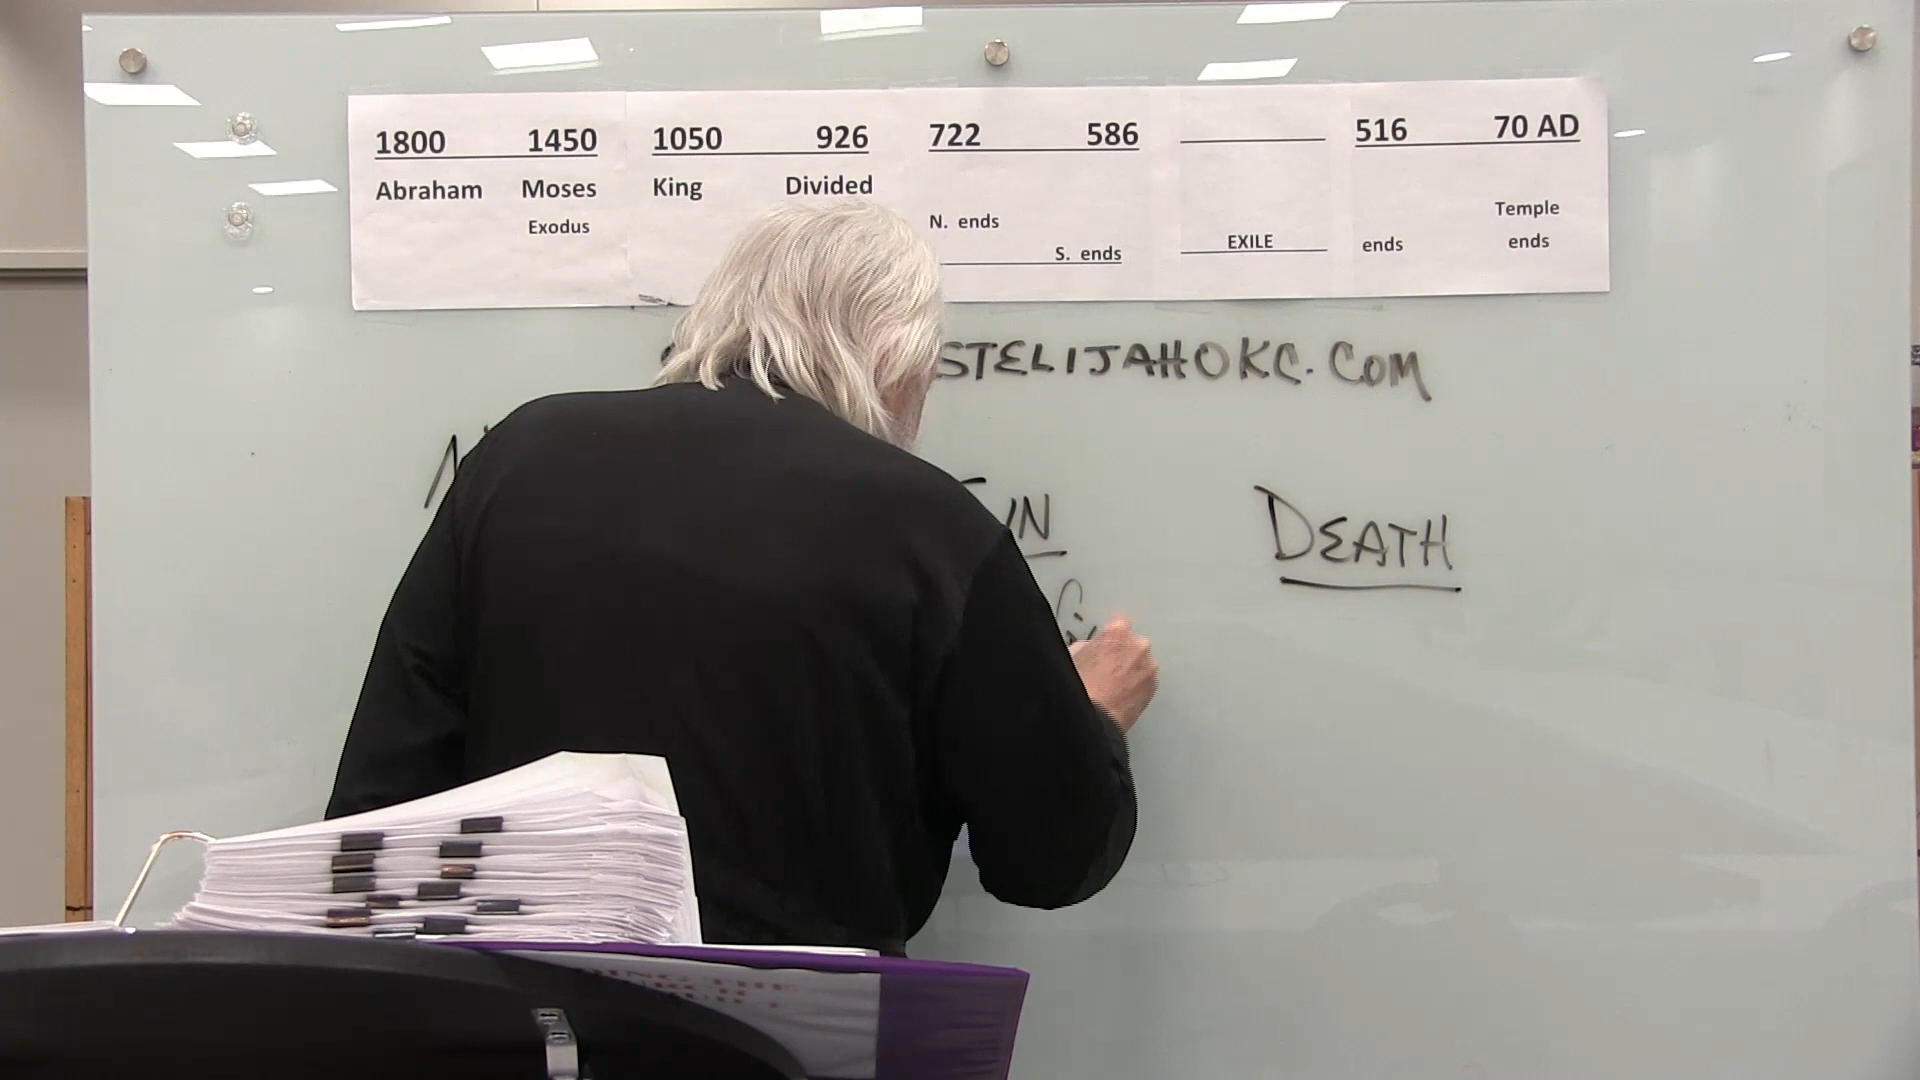 1800 1450 1050 926 722 586 516 70 AD
Abraham Moses King Divided
Exodus N. ends Temple
S. ends EXILE ends ends
STELIJAHOKC.COM
DEATH